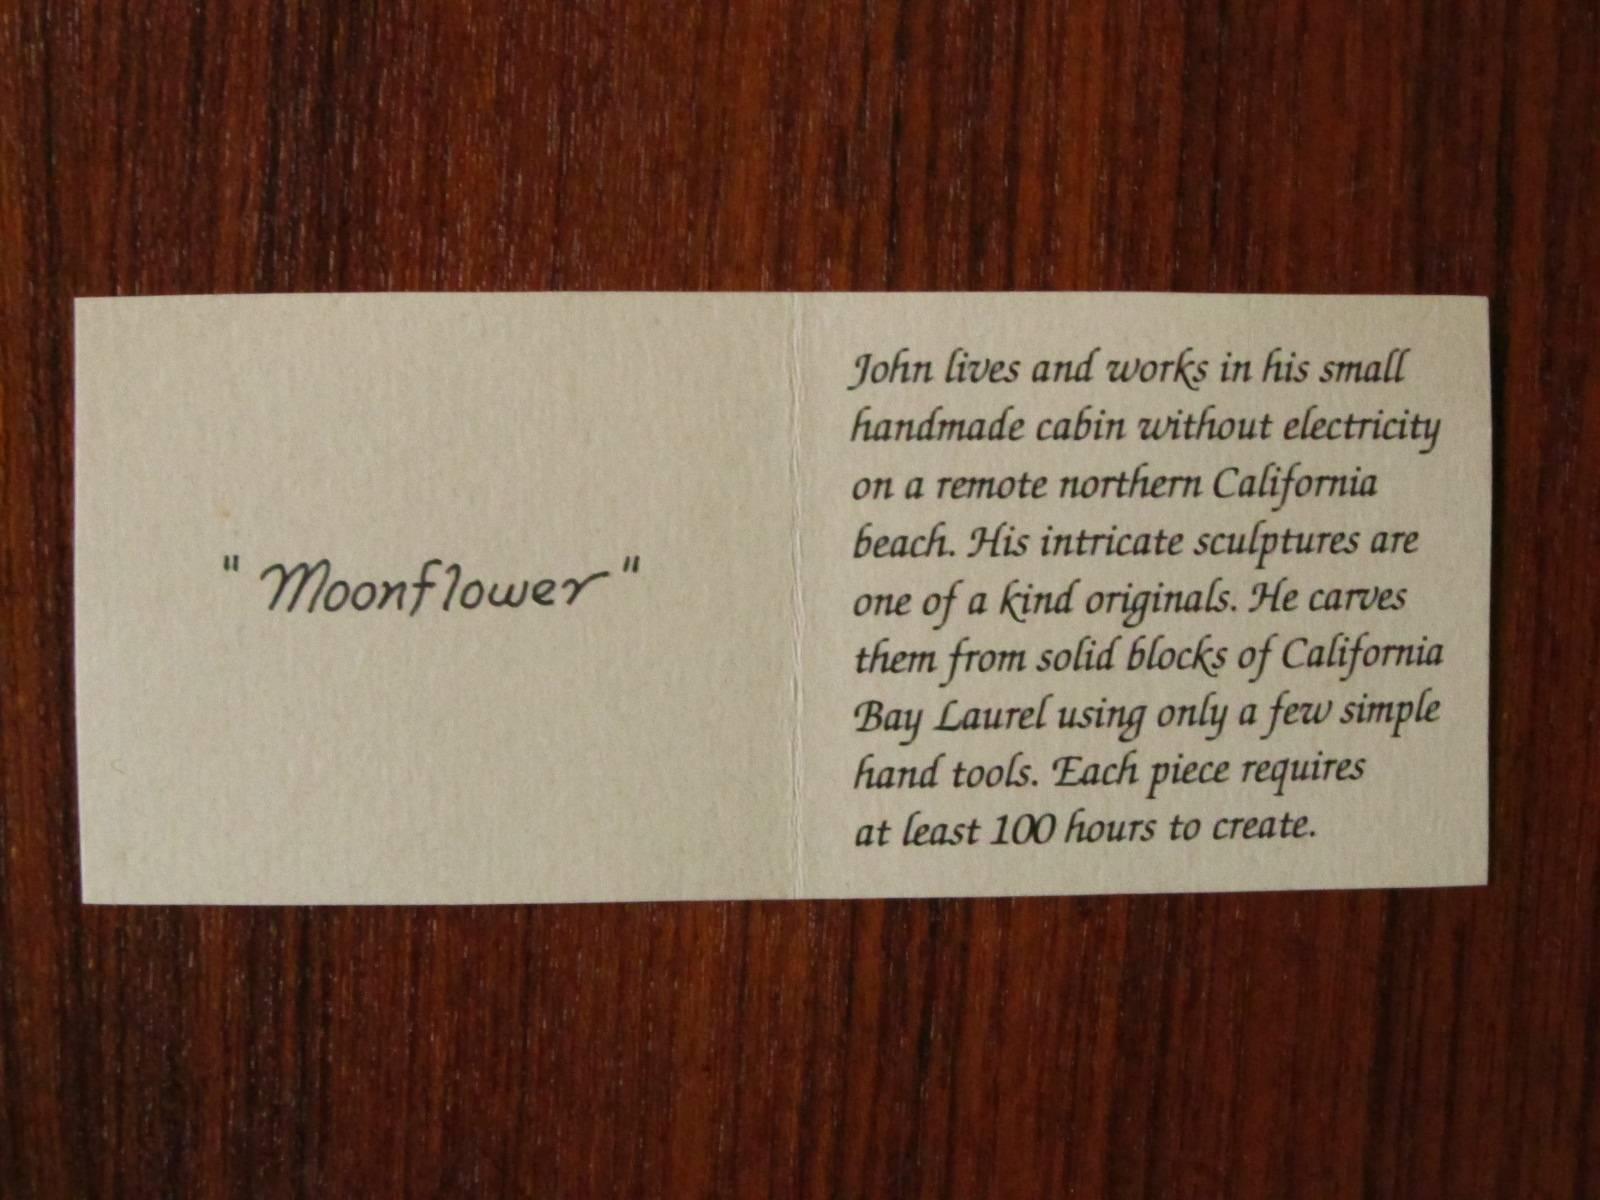 "Moonflower"
John lives and works in his small
handmade cabin without electricity
on a remote northern California
beach. His intricate sculptures are
one of a kind originals. He carves
them from solid blocks of California
Bay Laurel using only a few simple
hand tools. Each piece requires
at least 100 hours to create.